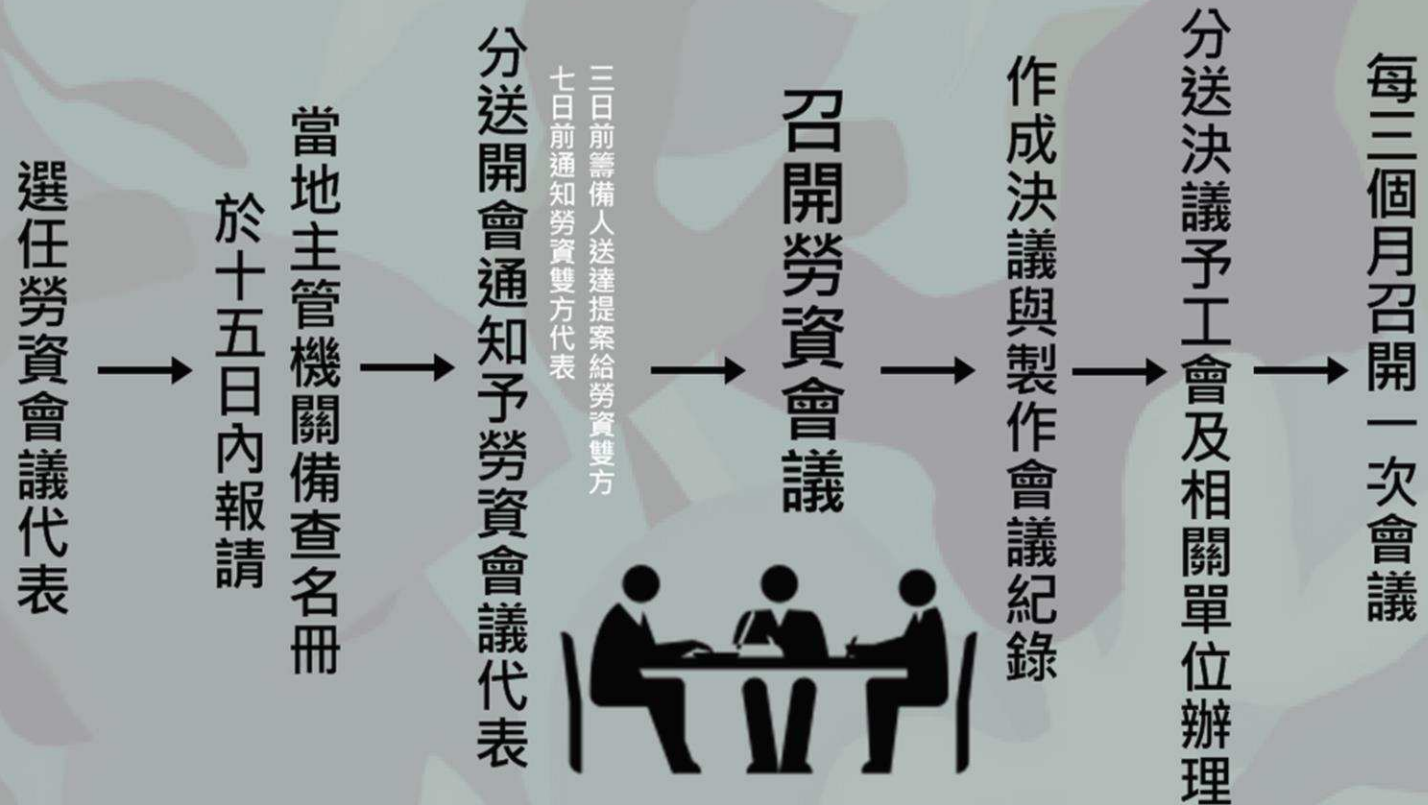 選任勞資會議代表
於十五日內報請
當地主管機關備查名冊
分送開會通知予勞資會議代表
七日前通知勞資雙方代表
三日前籌備人送達提案給勞資雙方
召開勞資會議
作成決議與製作會議紀錄
分送決議予工會及相關單位辦理
每三個月召開一次會議